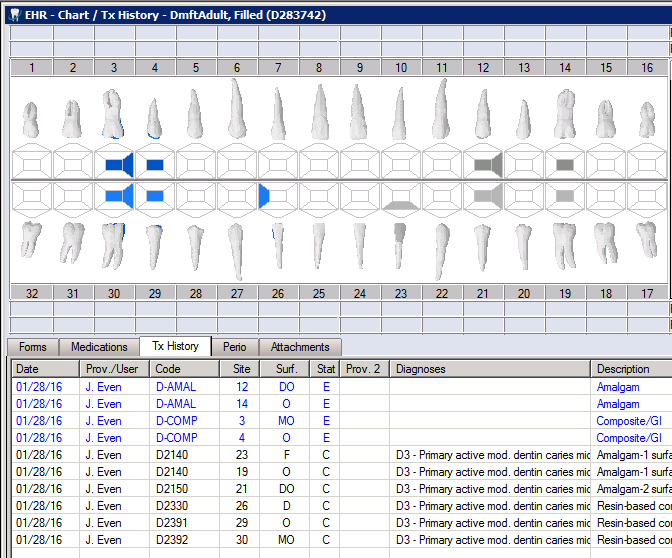 EHR - Chart / Tx History - DmftAdult, Filled (D283742)
1 2 3 4 5 6 7 8 9 10 11 12 13 14 15 16
32 31 30 29 28 27 26 25 24 23 22 21 20 19 18 17
Forms Medications Tx History Perio Attachments
Date Prov./User Code Site Surf. Stat Prov. 2 Diagnoses Description
01/28/16 J. Even D-AMAL 12 DO E Amalgam
01/28/16 J. Even D-AMAL 14 O E Amalgam
01/28/16 J. Even D-COMP 3 MO E Composite/GI
01/28/16 J. Even D-COMP 4 O E Composite/GI
01/28/16 J. Even D2140 23 F C D3 - Primary active mod. dentin caries mic Amalgam-1 surfa
01/28/16 J. Even D2140 19 O C D3 - Primary active mod. dentin caries mic Amalgam-1 surfa
01/28/16 J. Even D2150 21 DO C D3 - Primary active mod. dentin caries mic Amalgam-2 surfa
01/28/16 J. Even D2330 26 D C D3 - Primary active mod. dentin caries mic Resin-based cor
01/28/16 J. Even D2391 29 O C D3 - Primary active mod. dentin caries mic Resin-based cor
01/28/16 J. Even D2392 30 MO C D3 - Primary active mod. dentin caries mic Resin-based cor